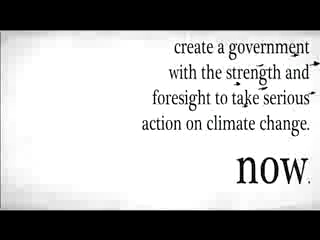 create a government
with the strength and
foresight to take serious
action on climate change.
now.